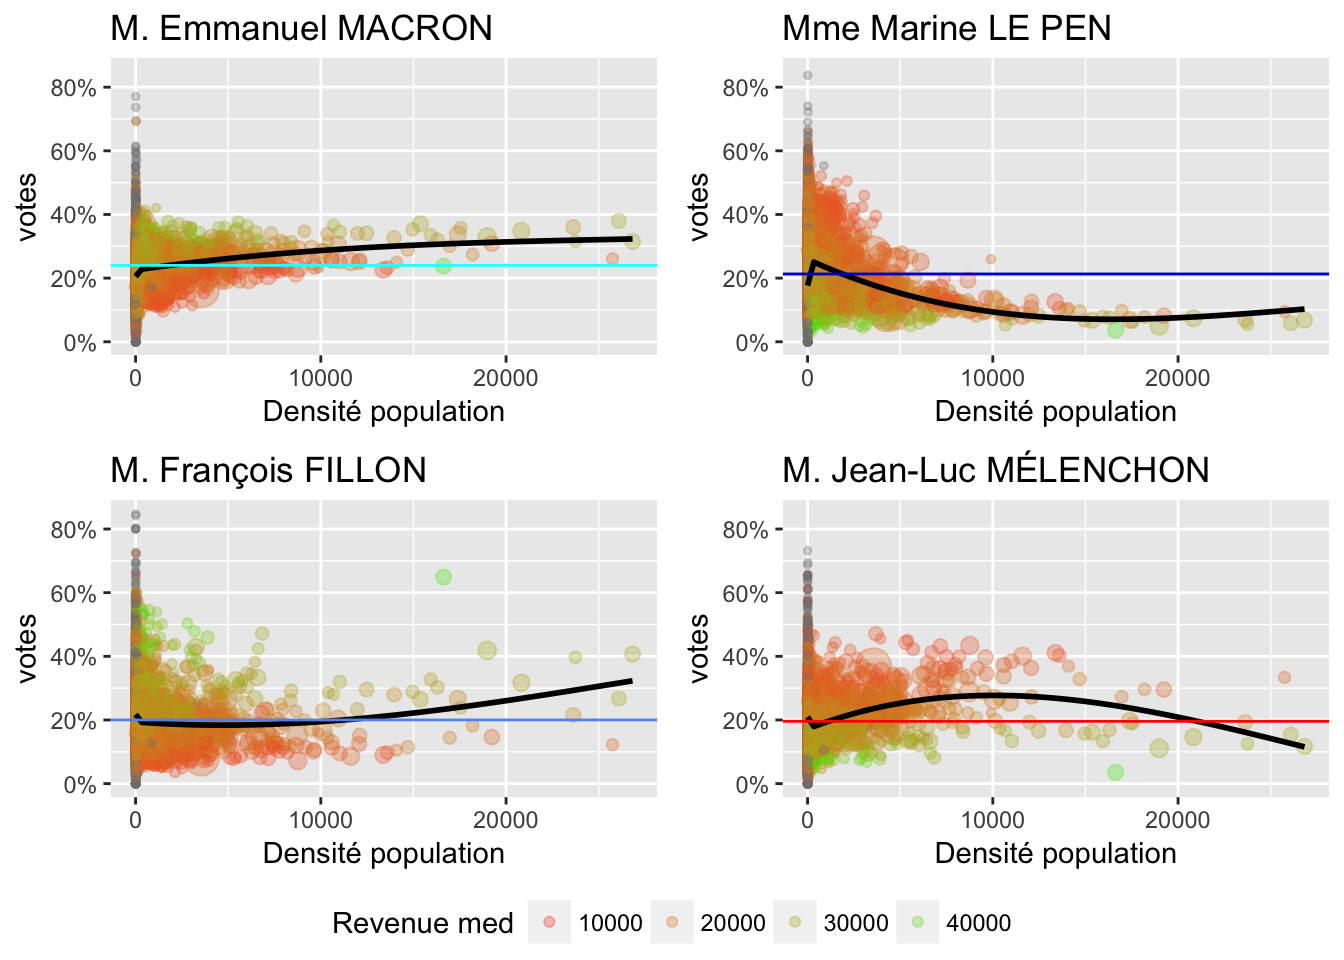 M. Emmanuel MACRON
Mme Marine LE PEN
80%
60%
40%
20%
0%
votes
0
10000
20000
Densité population
80%
60%
40%
20%
0%
votes
0
10000
20000
Densité population
M. François FILLON
M. Jean-Luc MÉLENCHON
80%
60%
40%
20%
0%
votes
0
10000
20000
Densité population
80%
60%
40%
20%
0%
votes
0
10000
20000
Densité population
Revenue med 10000 20000 30000 40000